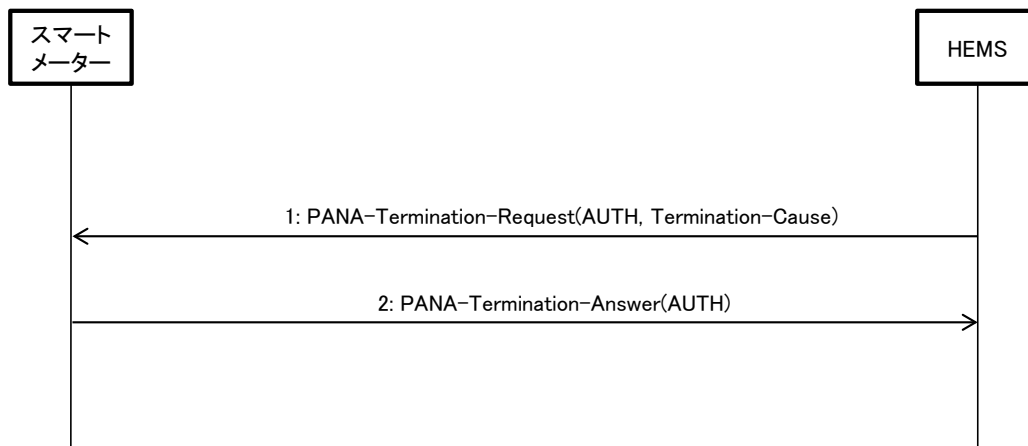 スマート
メーター
HEMS
1: PANA-Termination-Request(AUTH, Termination-Cause)
2: PANA-Termination-Answer(AUTH)